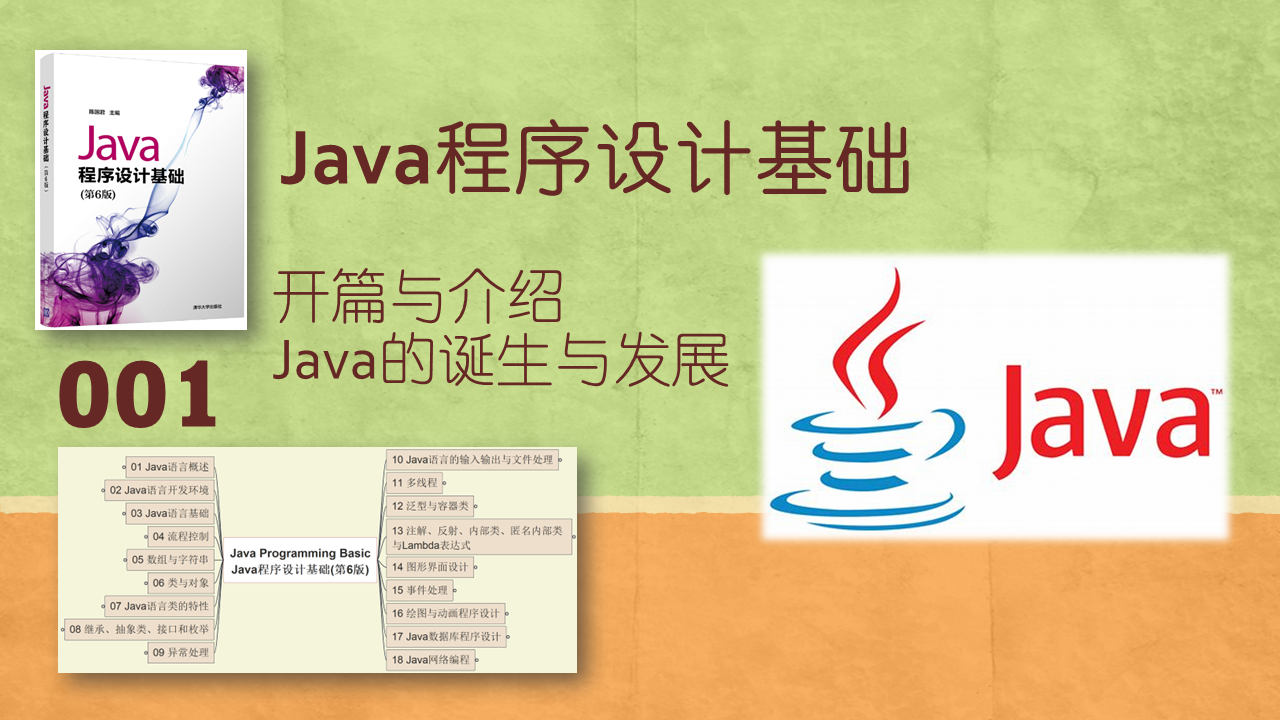 陈国君 主编
Java
程序设计基础
(第6版)
清华大学出版社
Java 程序设计基础 (第6版)
Java程序设计基础
开篇与介绍
Java的诞生与发展
001
Java™
Java Programming Basic
Java程序设计基础(第6版)
01 Java语言概述
02 Java语言开发环境
03 Java语言基础
04 流程控制
05 数组与字符串
06 类与对象
07 Java语言类的特性
08 继承、抽象类、接口和枚举
09 异常处理
10 Java语言的输入输出与文件处理
11 多线程
12 泛型与容器类
13 注解、反射、内部类、匿名内部类
与Lambda表达式
14 图形界面设计
15 事件处理
16 绘图与动画程序设计
17 Java数据库程序设计
18 Java网络编程